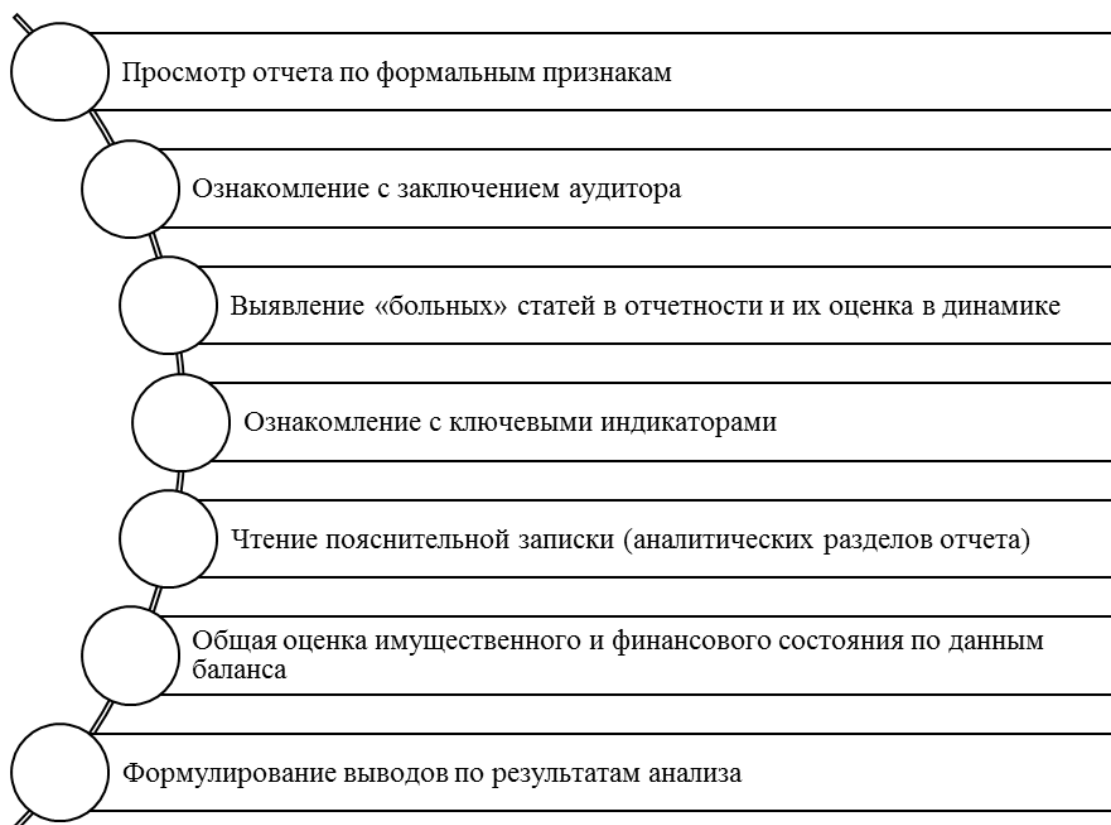 Просмотр отчета по формальным признакам
Ознакомление с заключением аудитора
Выявление «больных» статей в отчетности и их оценка в динамике
Ознакомление с ключевыми индикаторами
Чтение пояснительной записки (аналитических разделов отчета)
Общая оценка имущественного и финансового состояния по данным
баланса
Формулирование выводов по результатам анализа